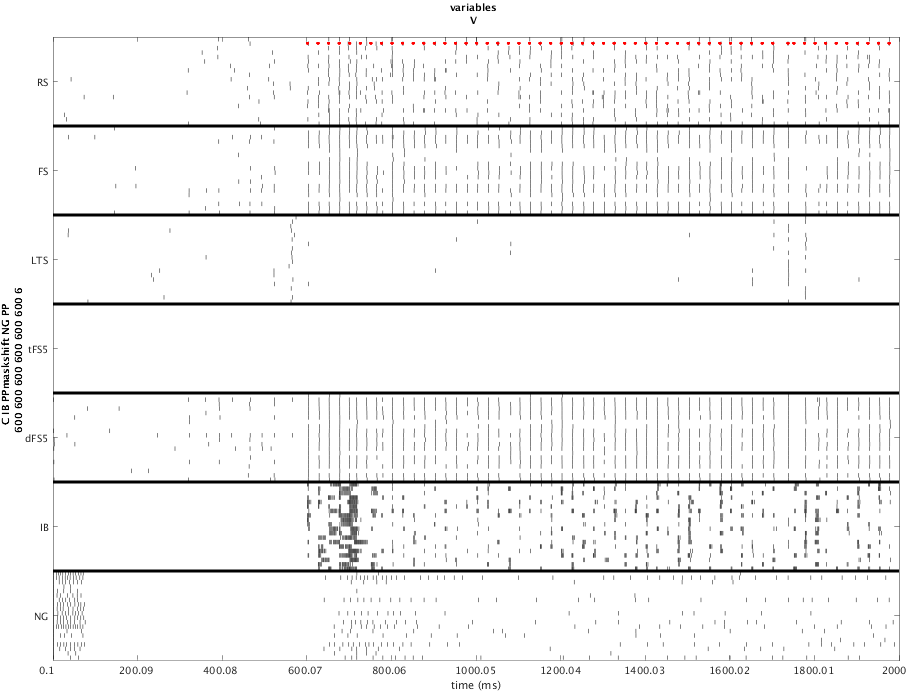 variables
V
RS
FS
LTS
tFS5
dFS5
IB
NG
C IB PPmaskshift NG PP
600 600 600 600 600 600 6
0.1 200.09 400.08 600.07 800.06 1000.05 1200.04 1400.03 1600.02 1800.01 2000
time (ms)